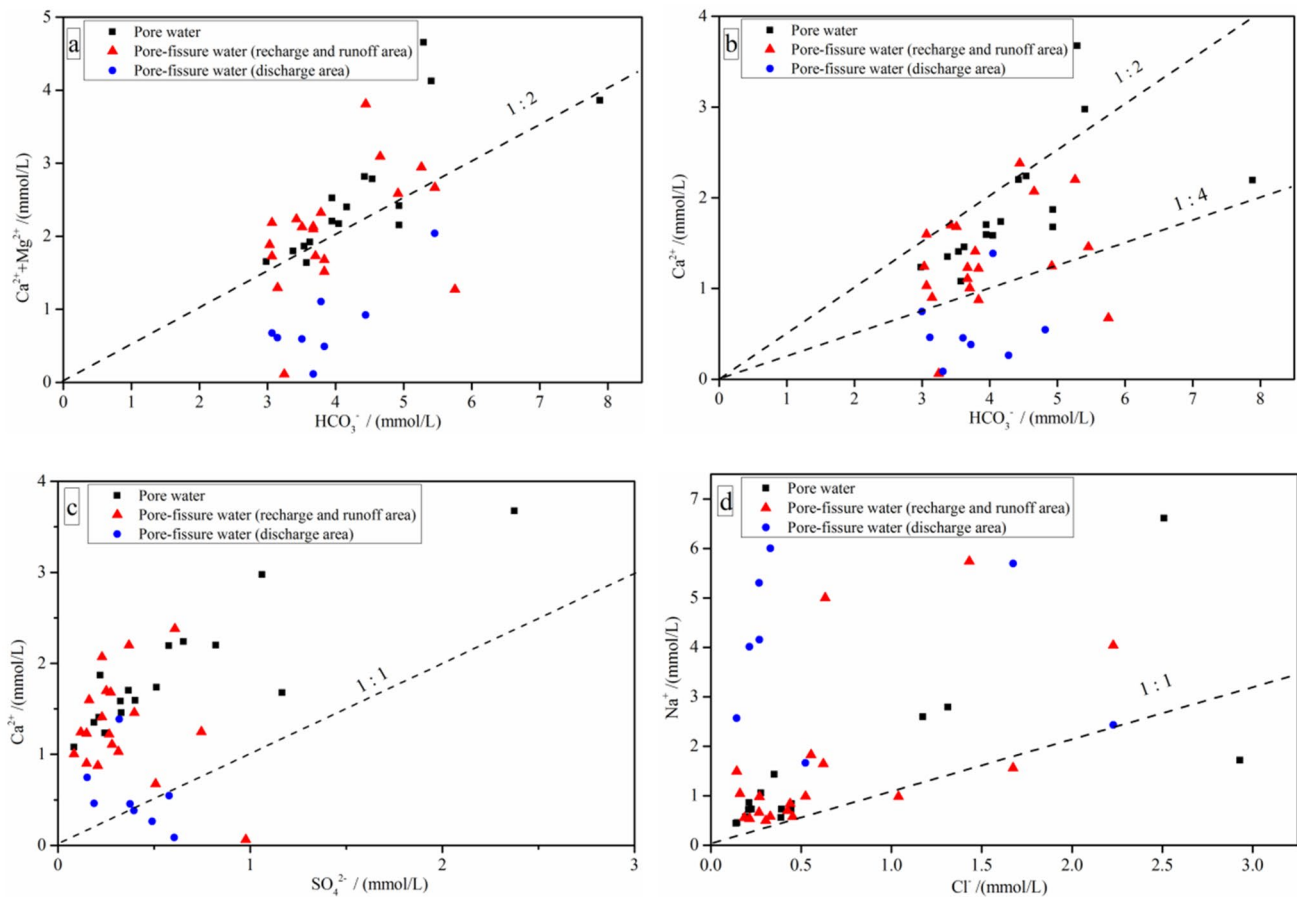 a
Pore water
Pore-fissure water (recharge and runoff area)
Pore-fissure water (discharge area)
1 : 2
Ca²⁺+Mg²⁺ /(mmol/L)
5
4
3
2
1
0
0 1 2 3 4 5 6 7 8
HCO₃⁻ / (mmol/L)
b
Pore water
Pore-fissure water (recharge and runoff area)
Pore-fissure water (discharge area)
1 : 2
1 : 4
Ca²⁺ /(mmol/L)
4
3
2
1
0
0 1 2 3 4 5 6 7 8
HCO₃⁻ / (mmol/L)
c
Pore water
Pore-fissure water (recharge and runoff area)
Pore-fissure water (discharge area)
1 : 1
Ca²⁺ /(mmol/L)
4
3
2
1
0
0 1 2 3
SO₄²⁻ / (mmol/L)
d
Pore water
Pore-fissure water (recharge and runoff area)
Pore-fissure water (discharge area)
1 : 1
Na⁺ /(mmol/L)
7
6
5
4
3
2
1
0
0.0 0.5 1.0 1.5 2.0 2.5 3.0
Cl⁻ /(mmol/L)